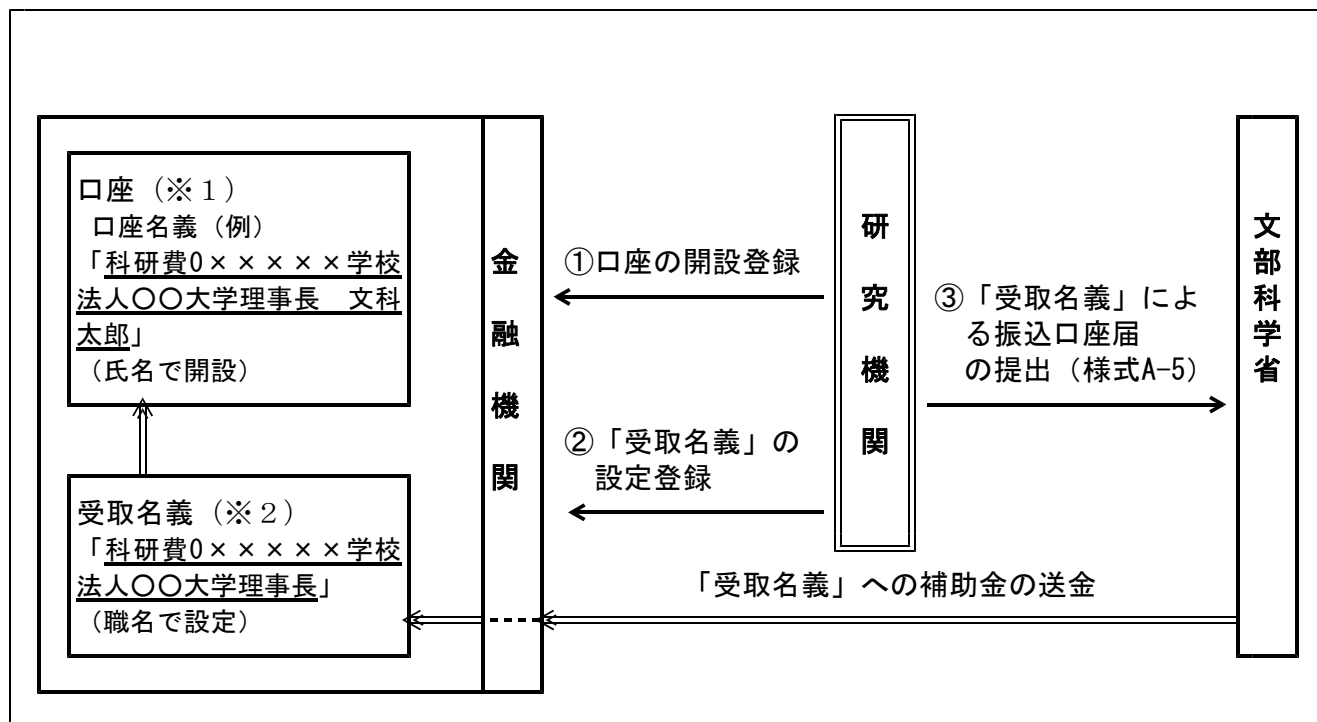 口座（※１）
口座名義（例）
「科研費0×××××学校
法人〇〇大学理事長　文科
太郎」
（氏名で開設）
受取名義（※２）
「科研費0×××××学校
法人〇〇大学理事長」
（職名で設定）
金融機関
①口座の開設登録
②「受取名義」の
設定登録
研究機関
③「受取名義」によ
る振込口座届
の提出（様式A-5）
「受取名義」への補助金の送金
文部科学省